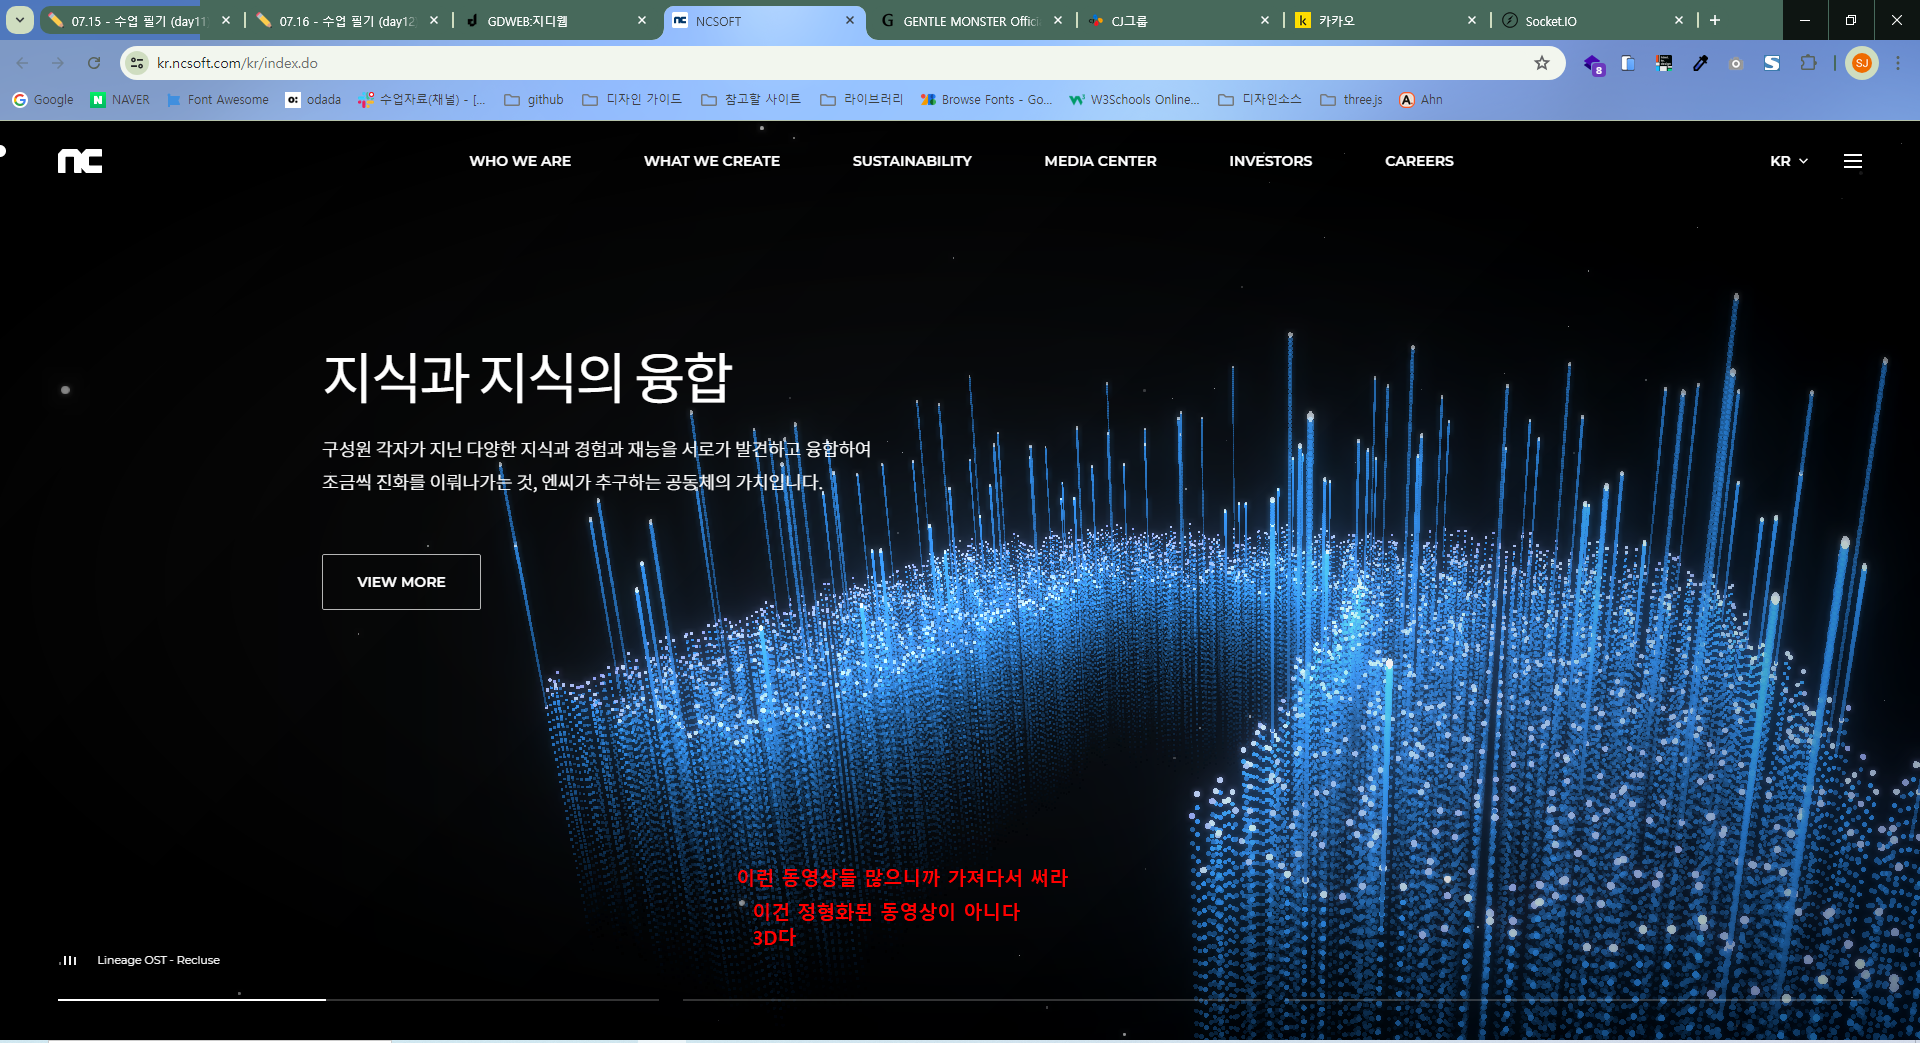 07.15 - 수업 필기 (day11)
07.16 - 수업 필기 (day12
GDWEB:지디웹
NCSOFT
GENTLE MONSTER Offici
CJ그룹
카카오
Socket.IO
kr.ncsoft.com/kr/index.do
8
SJ
Google
NAVER
Font Awesome
odada
수업자료(채널) - [...
github
디자인 가이드
참고할 사이트
라이브러리
Browse Fonts - Go...
W3Schools Online...
디자인소스
three.js
Ahn
nc
WHO WE ARE
WHAT WE CREATE
SUSTAINABILITY
MEDIA CENTER
INVESTORS
CAREERS
KR
지식과 지식의 융합
구성원 각자가 지닌 다양한 지식과 경험과 재능을 서로가 발견하고 융합하여
조금씩 진화를 이뤄나가는 것, 엔씨가 추구하는 공동체의 가치입니다.
VIEW MORE
이런 동영상들 많으니까 가져다서 써라
이건 정형화된 동영상이 아니다
3D다
Lineage OST - Recluse